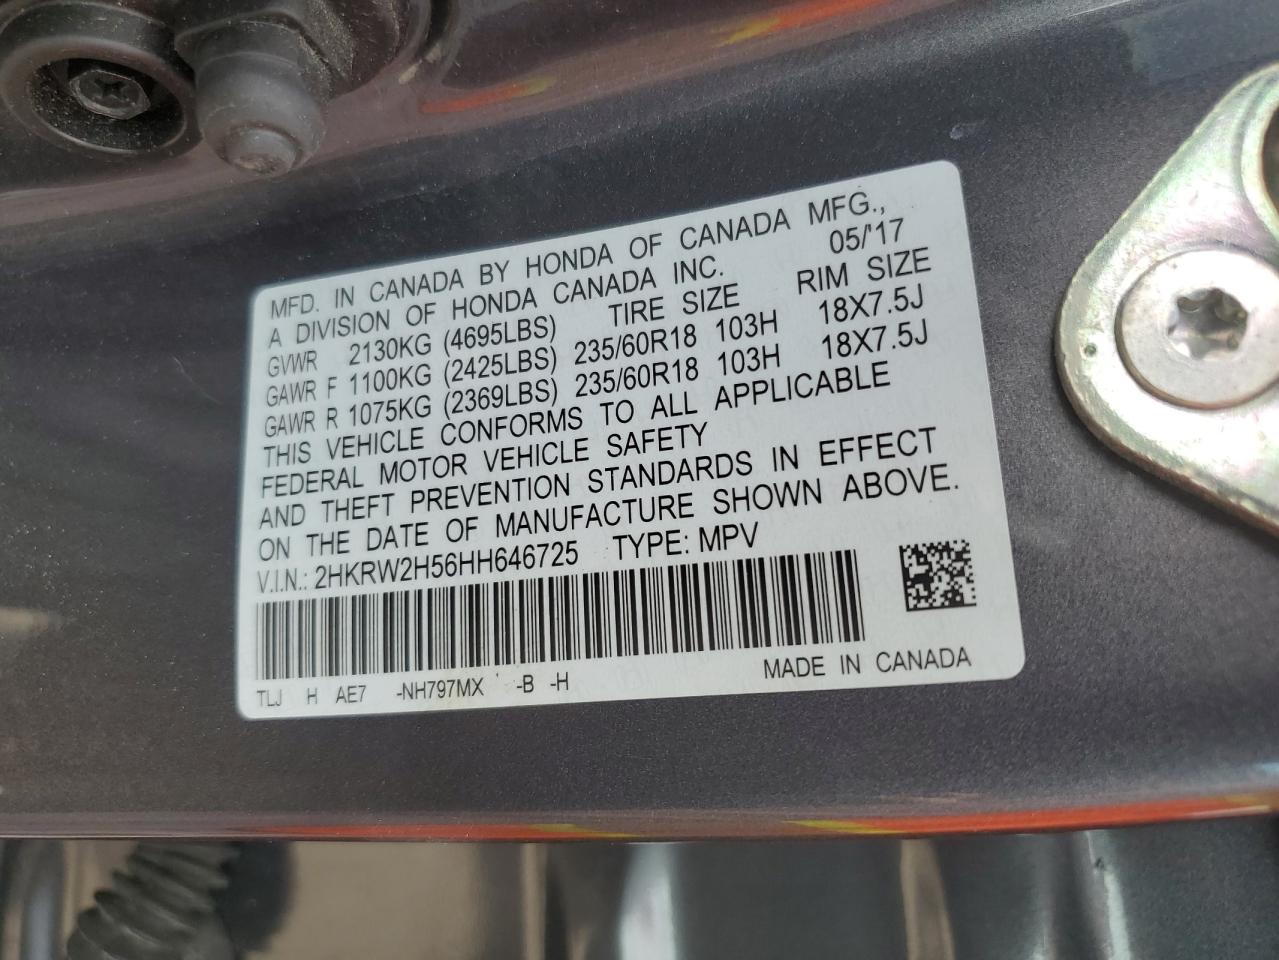 MFD. IN CANADA BY HONDA OF CANADA MFG.,
A DIVISION OF HONDA CANADA INC. 05/'17
GVWR 2130KG (4695LBS) TIRE SIZE RIM SIZE
GAWR F 1100KG (2425LBS) 235/60R18 103H 18X7.5J
GAWR R 1075KG (2369LBS) 235/60R18 103H 18X7.5J
THIS VEHICLE CONFORMS TO ALL APPLICABLE
FEDERAL MOTOR VEHICLE SAFETY
AND THEFT PREVENTION STANDARDS IN EFFECT
ON THE DATE OF MANUFACTURE SHOWN ABOVE.
V.I.N.: 2HKRW2H56HH646725 TYPE: MPV
TLJ H AE7 -NH797MX -B -H MADE IN CANADA